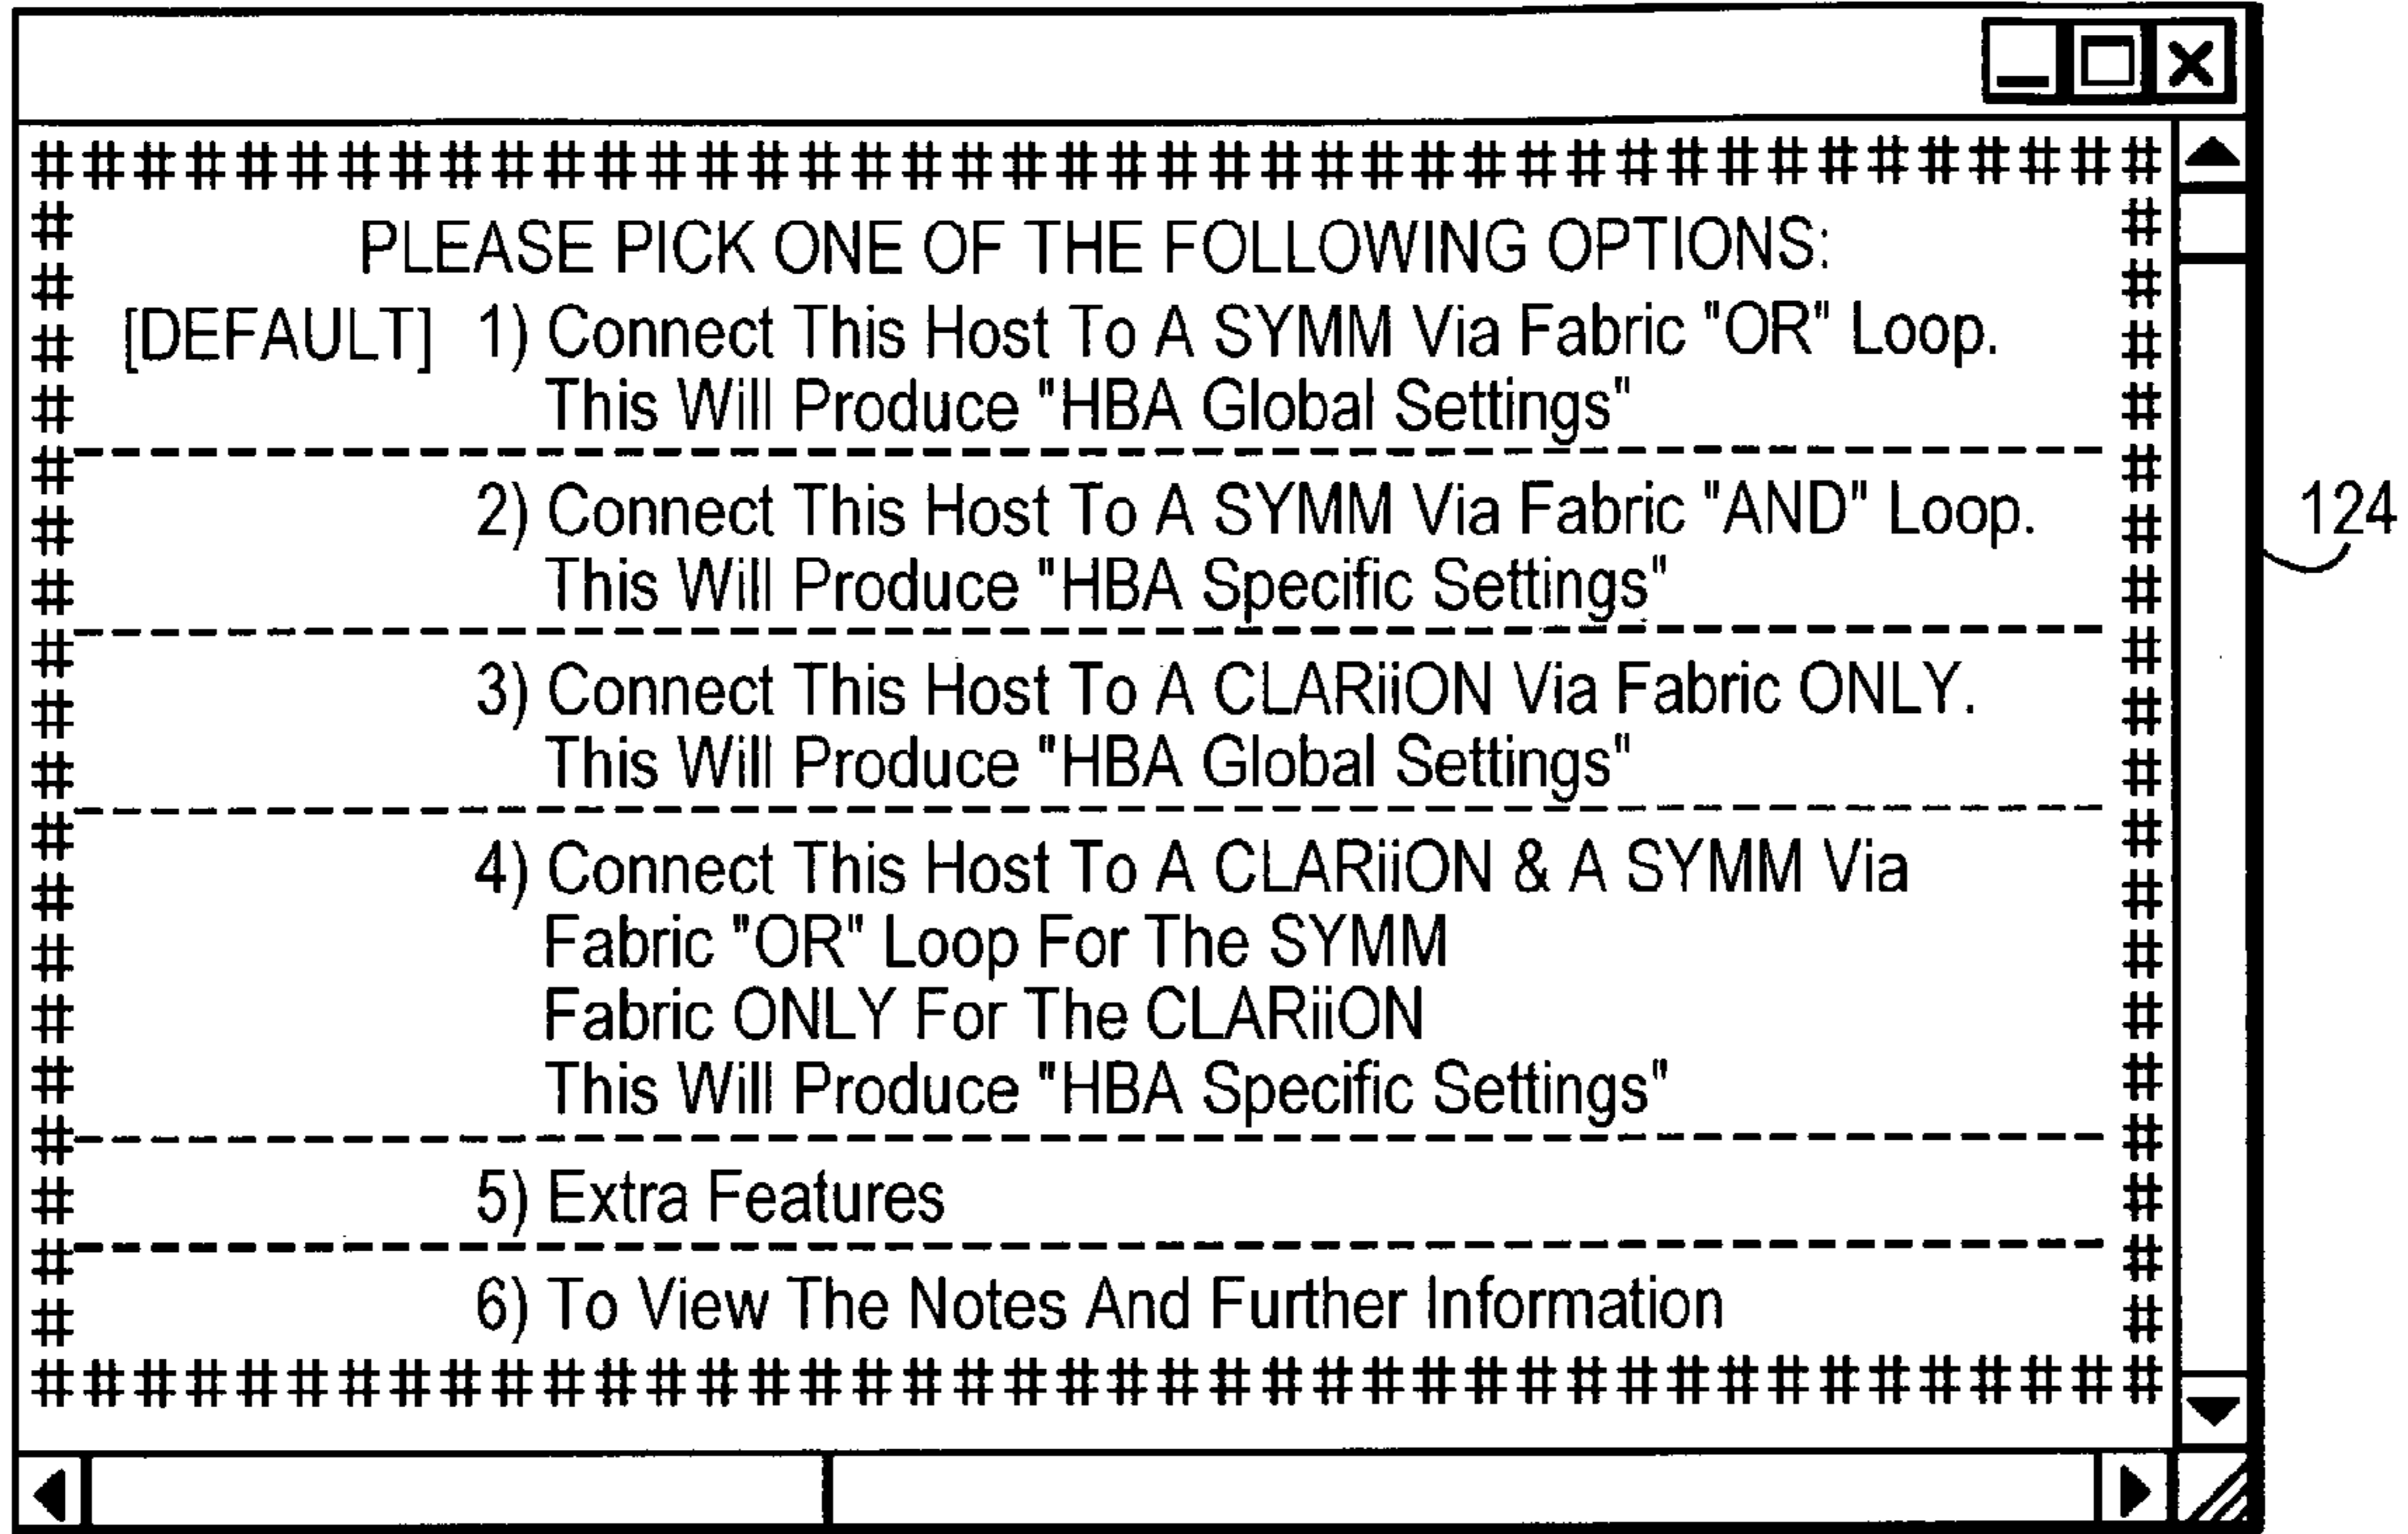 ##########################################
# PLEASE PICK ONE OF THE FOLLOWING OPTIONS: #
# [DEFAULT] 1) Connect This Host To A SYMM Via Fabric "OR" Loop. #
# This Will Produce "HBA Global Settings" #
#------------------------------------------------------#
# 2) Connect This Host To A SYMM Via Fabric "AND" Loop. #
# This Will Produce "HBA Specific Settings" #
#------------------------------------------------------#
# 3) Connect This Host To A CLARiiON Via Fabric ONLY. #
# This Will Produce "HBA Global Settings" #
#------------------------------------------------------#
# 4) Connect This Host To A CLARiiON & A SYMM Via #
# Fabric "OR" Loop For The SYMM #
# Fabric ONLY For The CLARiiON #
# This Will Produce "HBA Specific Settings" #
#------------------------------------------------------#
# 5) Extra Features #
#------------------------------------------------------#
# 6) To View The Notes And Further Information #
##########################################
124